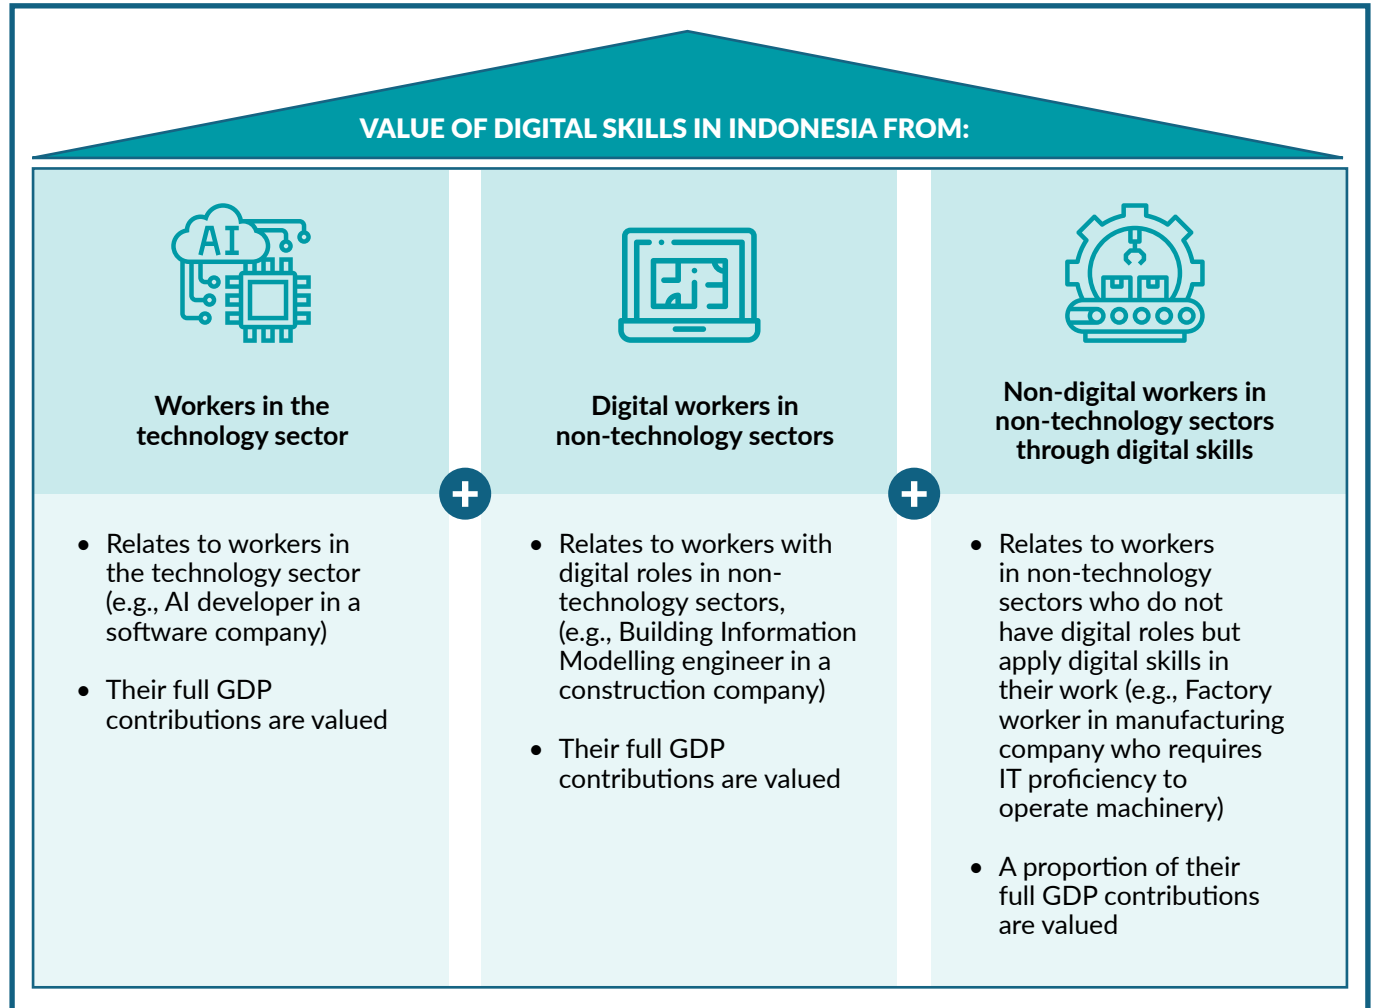 VALUE OF DIGITAL SKILLS IN INDONESIA FROM:
AI
Workers in the
technology sector
• Relates to workers in
the technology sector
(e.g., AI developer in a
software company)
• Their full GDP
contributions are valued
+
Digital workers in
non-technology sectors
• Relates to workers with
digital roles in non-
technology sectors,
(e.g., Building Information
Modelling engineer in a
construction company)
• Their full GDP
contributions are valued
+
Non-digital workers in
non-technology sectors
through digital skills
• Relates to workers
in non-technology
sectors who do not
have digital roles but
apply digital skills in
their work (e.g., Factory
worker in manufacturing
company who requires
IT proficiency to
operate machinery)
• A proportion of their
full GDP contributions
are valued